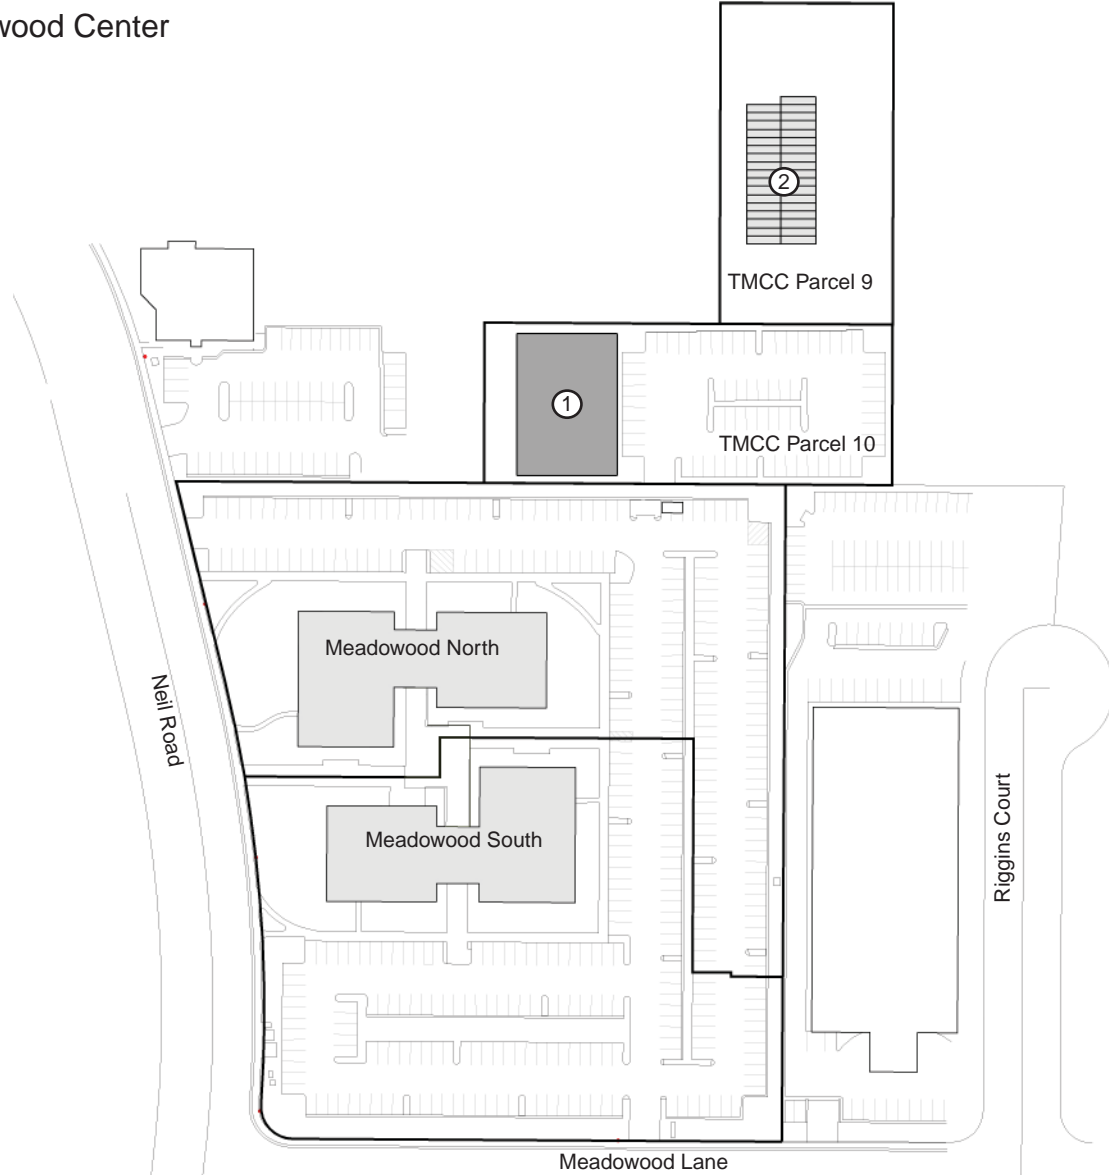 wood Center
2
TMCC Parcel 9
1
TMCC Parcel 10
Meadowood North
Neil Road
Meadowood South
Riggins Court
Meadowood Lane